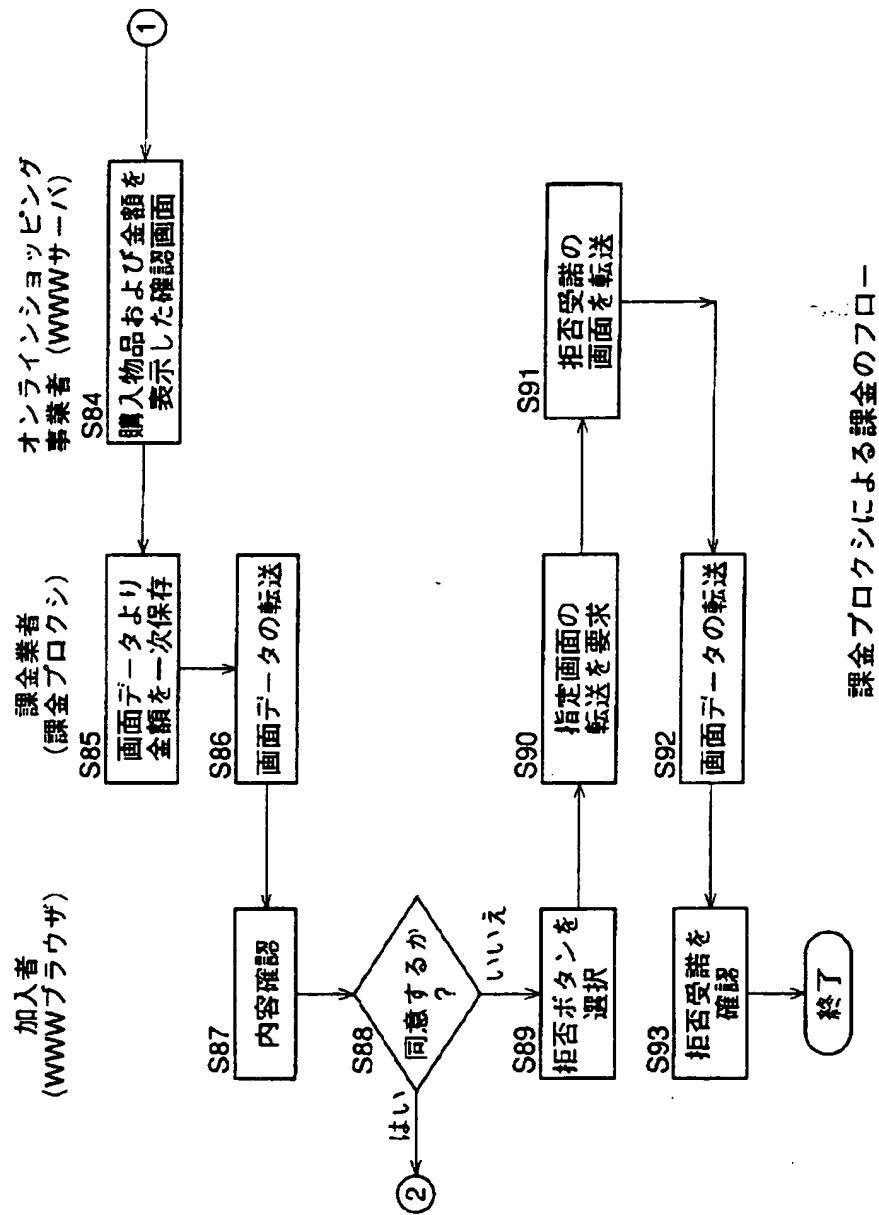 加入者
(WWWブラウザ)
課金業者
(課金プロクシ)
オンラインショッピング
事業者 (WWWサーバ)
①
S84
購入物品および金額を
表示した確認画面
S85
画面データより
金額を一次保存
S86
画面データの転送
S87
内容確認
S88
同意するか
?
はい
②
いいえ
S89
拒否ボタンを
選択
S90
指定画面の
転送を要求
S91
拒否受諾の
画面を転送
S92
画面データの転送
S93
拒否受諾を
確認
終了
課金プロクシによる課金のフロー